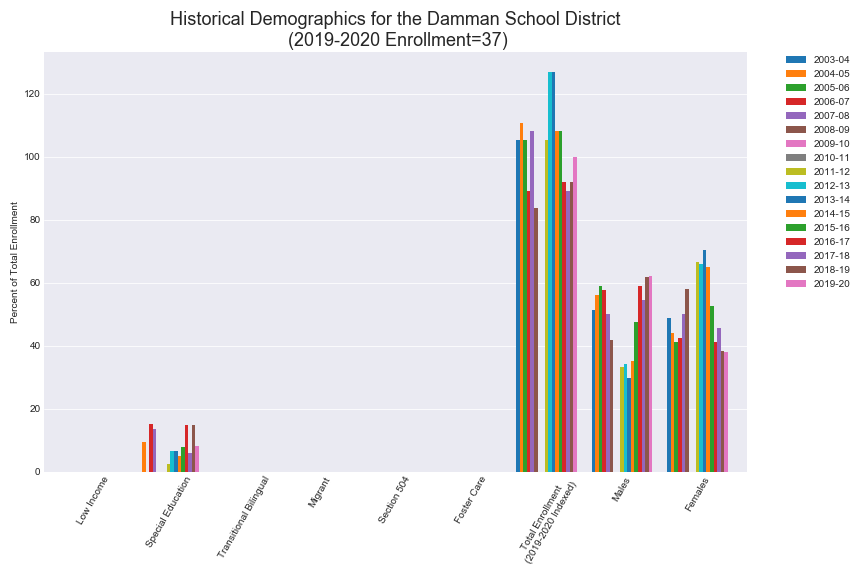 Historical Demographics for the Damman School District
(2019-2020 Enrollment=37)
Percent of Total Enrollment
120
100
80
60
40
20
0
Low Income
Special Education
Transitional Bilingual
Migrant
Section 504
Foster Care
Total Enrollment
(2019-2020 Indexed)
Males
Females
2003-04
2004-05
2005-06
2006-07
2007-08
2008-09
2009-10
2010-11
2011-12
2012-13
2013-14
2014-15
2015-16
2016-17
2017-18
2018-19
2019-20